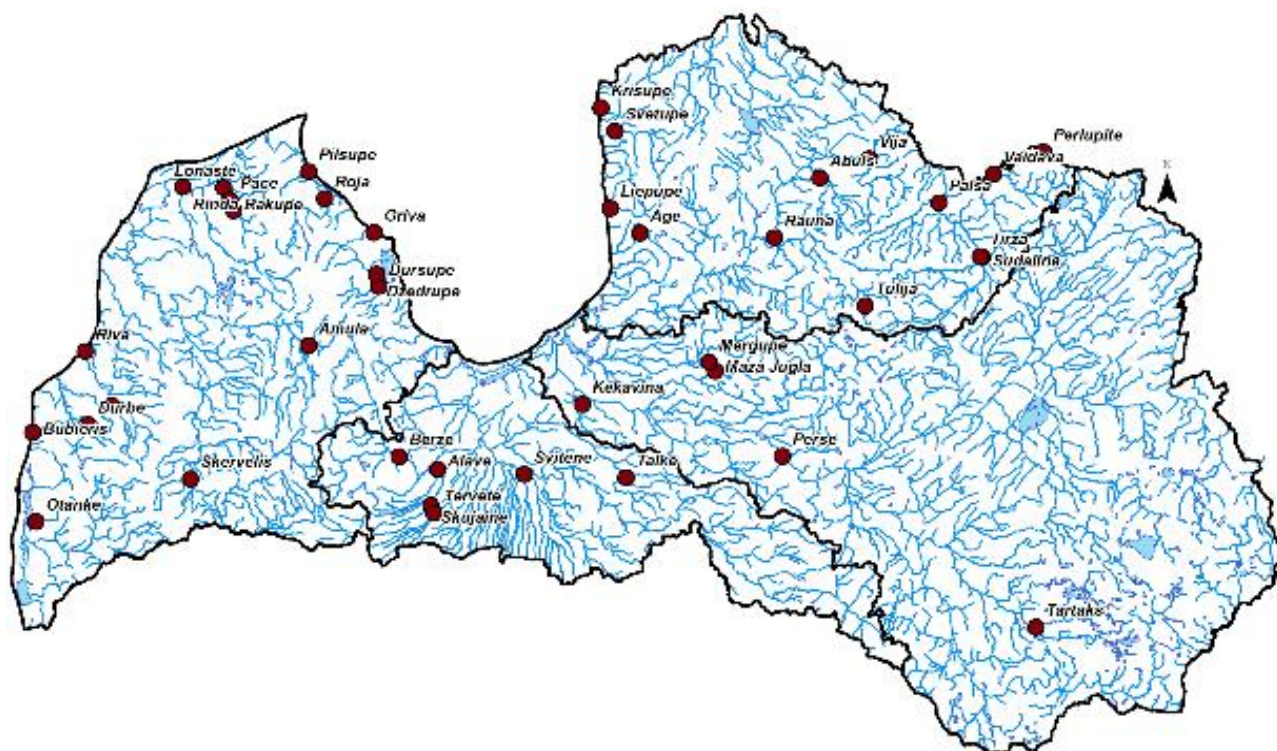 Krisupe
Svetupe
Perlupite
Vija
Vaidava
Pilsupe
Abuls
Lonaste
Pace
Roja
Palsa
Rinda
Rakupe
Liepupe
Age
Rauna
Griva
Tirza
Sudalina
Dursupe
Dzedrupe
Tulija
Riva
Amula
Mergupe
Maza Jugla
Kekavina
Durbe
Bubieris
Berze
Perse
Alave
Svitene
Talke
Skervelis
Tervete
Skujaine
Otanke
Tartaks